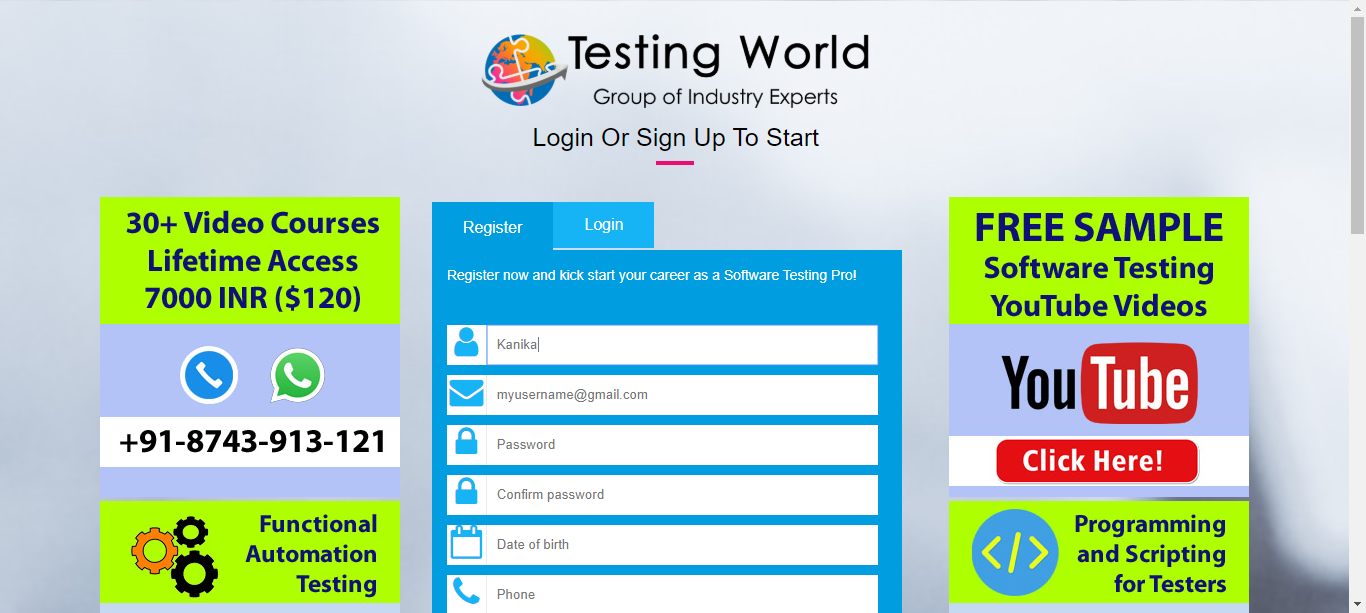 Testing World
Group of Industry Experts
Login Or Sign Up To Start
30+ Video Courses
Lifetime Access
7000 INR ($120)
+91-8743-913-121
Functional
Automation
Testing
Register
Login
Register now and kick start your career as a Software Testing Pro!
Kanika
myusername@gmail.com
Password
Confirm password
Date of birth
Phone
FREE SAMPLE
Software Testing
YouTube Videos
YouTube
Click Here!
</>
Programming
and Scripting
for Testers